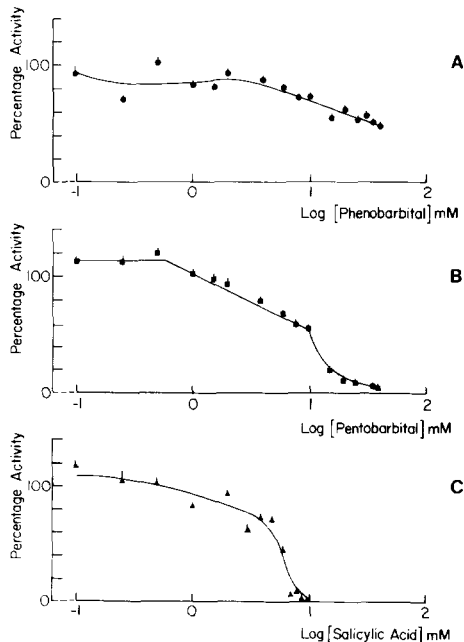 A
Percentage Activity
100
0
-1 0 1 2
Log [Phenobarbital] mM
B
Percentage Activity
100
0
-1 0 1 2
Log [Pentobarbital] mM
C
Percentage Activity
100
0
-1 0 1 2
Log [Salicylic Acid] mM